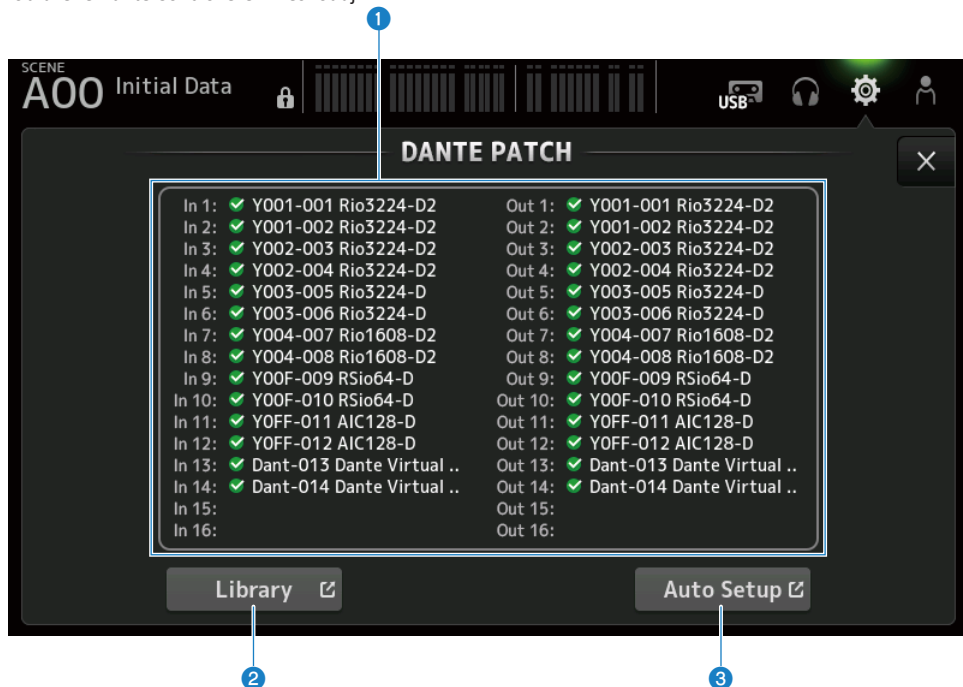 1
SCENE
A00 Initial Data
USB
DANTE PATCH
In 1: Y001-001 Rio3224-D2 Out 1: Y001-001 Rio3224-D2
In 2: Y001-002 Rio3224-D2 Out 2: Y001-002 Rio3224-D2
In 3: Y002-003 Rio3224-D2 Out 3: Y002-003 Rio3224-D2
In 4: Y002-004 Rio3224-D2 Out 4: Y002-004 Rio3224-D2
In 5: Y003-005 Rio3224-D Out 5: Y003-005 Rio3224-D
In 6: Y003-006 Rio3224-D Out 6: Y003-006 Rio3224-D
In 7: Y004-007 Rio1608-D2 Out 7: Y004-007 Rio1608-D2
In 8: Y004-008 Rio1608-D2 Out 8: Y004-008 Rio1608-D2
In 9: Y00F-009 RSio64-D Out 9: Y00F-009 RSio64-D
In 10: Y00F-010 RSio64-D Out 10: Y00F-010 RSio64-D
In 11: Y0FF-011 AIC128-D Out 11: Y0FF-011 AIC128-D
In 12: Y0FF-012 AIC128-D Out 12: Y0FF-012 AIC128-D
In 13: Dant-013 Dante Virtual .. Out 13: Dant-013 Dante Virtual ..
In 14: Dant-014 Dante Virtual .. Out 14: Dant-014 Dante Virtual ..
In 15: Out 15:
In 16: Out 16:
Library Auto Setup
2 3